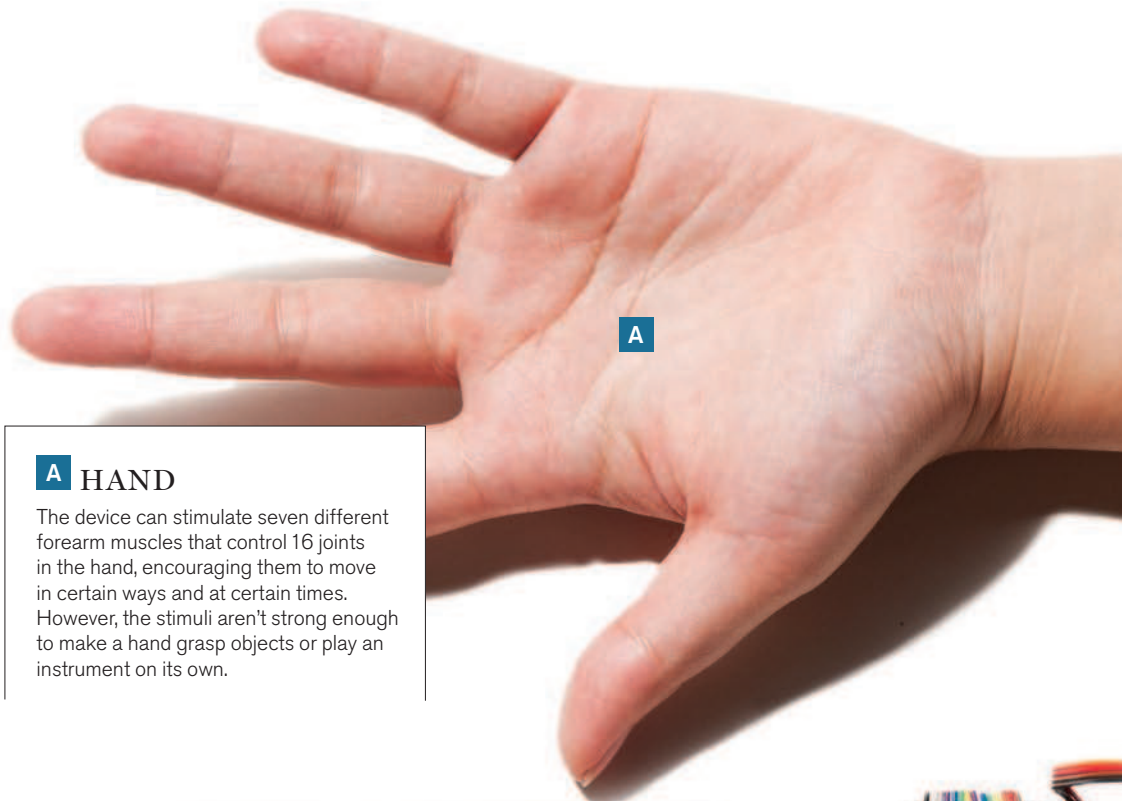 A
A HAND
The device can stimulate seven different
forearm muscles that control 16 joints
in the hand, encouraging them to move
in certain ways and at certain times.
However, the stimuli aren't strong enough
to make a hand grasp objects or play an
instrument on its own.